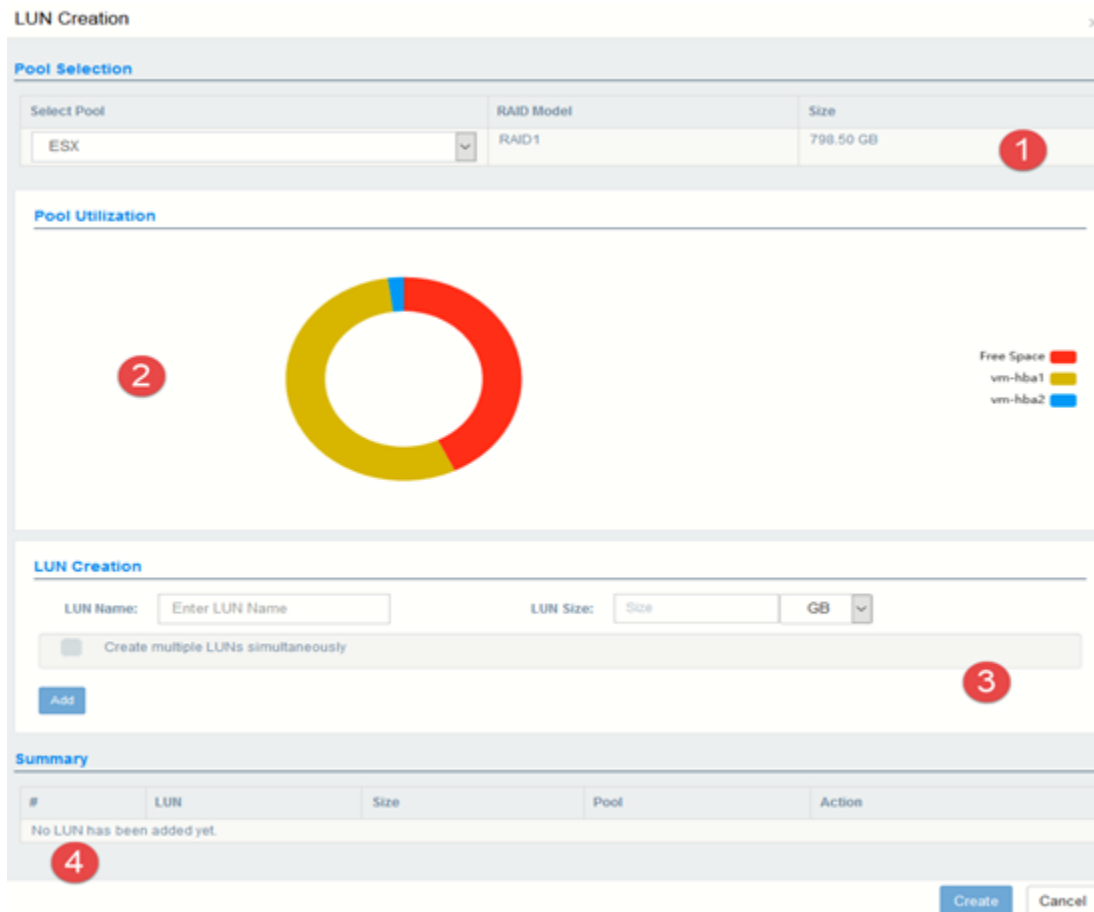 LUN Creation
x
Pool Selection
Select Pool RAID Model Size
ESX RAID1 798.50 GB
1
Pool Utilization
2
Free Space
vm-hba1
vm-hba2
LUN Creation
LUN Name: Enter LUN Name LUN Size: Size GB
Create multiple LUNs simultaneously
3
Add
Summary
# LUN Size Pool Action
No LUN has been added yet.
4
Create Cancel